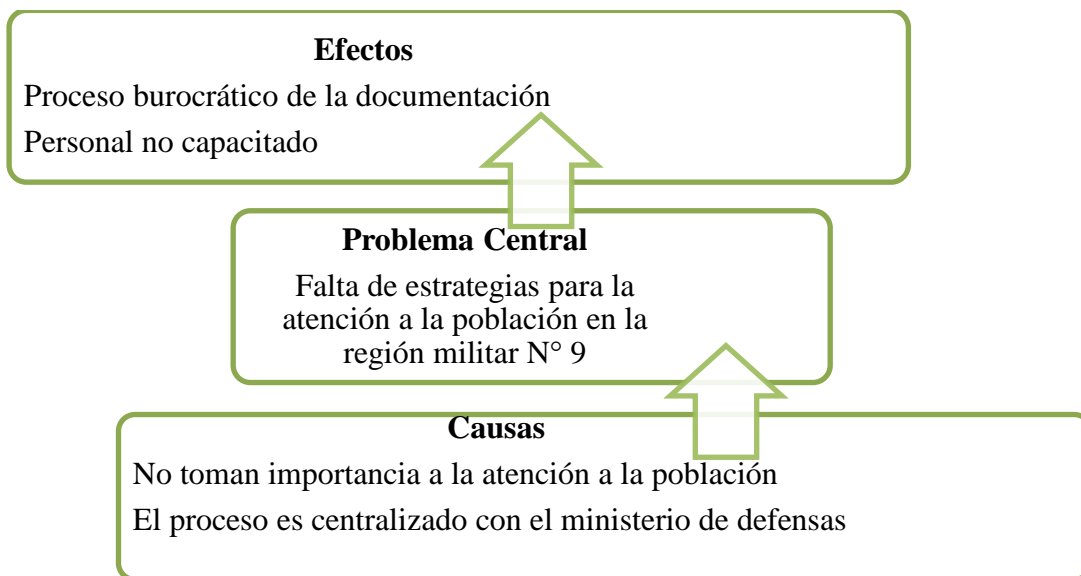 Efectos
Proceso burocrático de la documentación
Personal no capacitado
Problema Central
Falta de estrategias para la
atención a la población en la
región militar N° 9
Causas
No toman importancia a la atención a la población
El proceso es centralizado con el ministerio de defensas